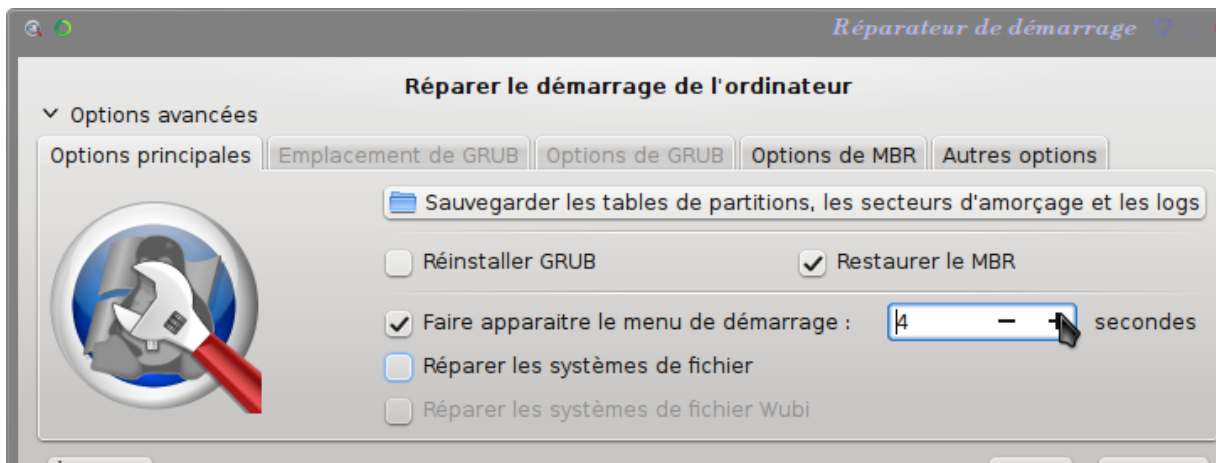 Réparateur de démarrage
Réparer le démarrage de l'ordinateur
Options avancées
Options principales Emplacement de GRUB Options de GRUB Options de MBR Autres options
Sauvegarder les tables de partitions, les secteurs d'amorçage et les logs
Réinstaller GRUB Restaurer le MBR
Faire apparaitre le menu de démarrage : 4 secondes
Réparer les systèmes de fichier
Réparer les systèmes de fichier Wubi